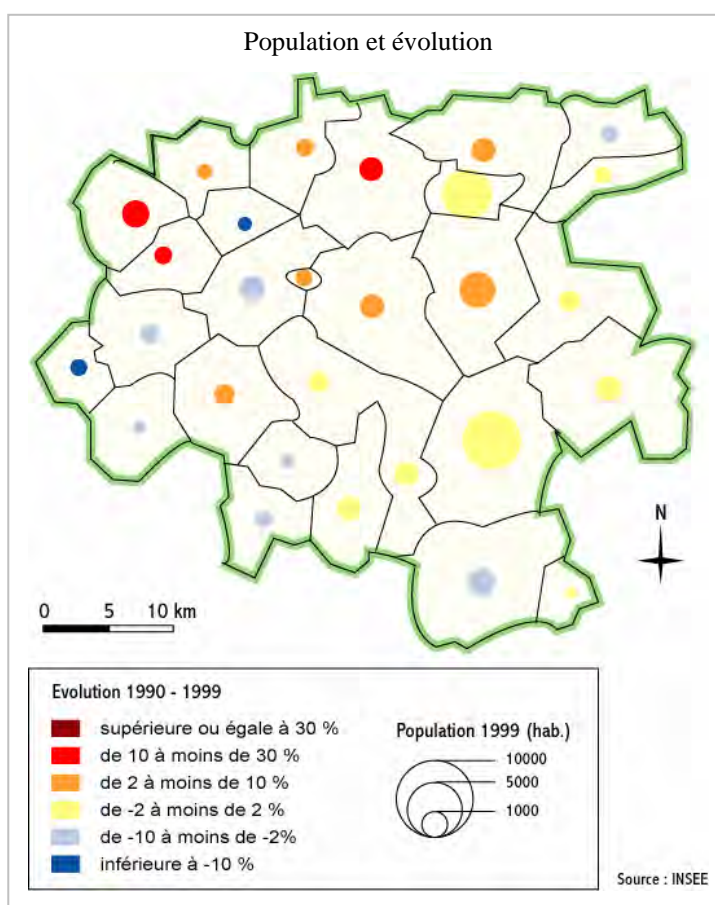 Population et évolution
N
0 5 10 km
Evolution 1990 - 1999
supérieure ou égale à 30 %
de 10 à moins de 30 %
de 2 à moins de 10 %
de -2 à moins de 2 %
de -10 à moins de -2%
inférieure à -10 %
Population 1999 (hab.)
10000
5000
1000
Source : INSEE